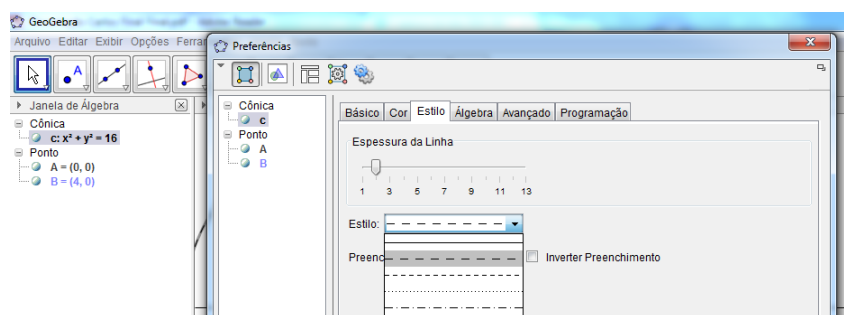 GeoGebra
Arquivo Editar Exibir Opções Ferra
Preferências
A
Janela de Álgebra
Cônica
c: x² + y² = 16
Ponto
A = (0, 0)
B = (4, 0)
Cônica
c
Ponto
A
B
Básico Cor Estilo Álgebra Avançado Programação
Espessura da Linha
1 3 5 7 9 11 13
Estilo:
Preenc
Inverter Preenchimento